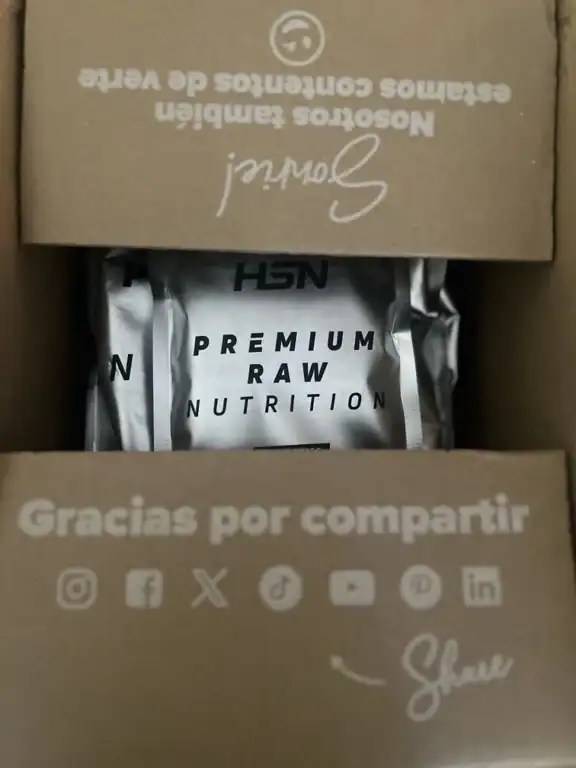 ¡Sonríe!
Nosotros también
estamos contentos de verte
HSN
N
PREMIUM
RAW
NUTRITION
Gracias por compartir
Share